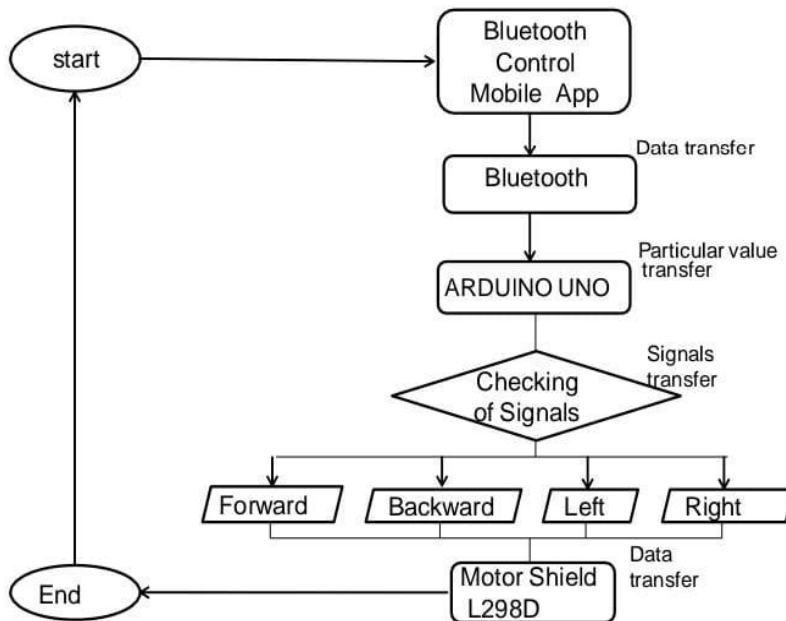 start
Bluetooth
Control
Mobile App
Data transfer
Bluetooth
Particular value
transfer
ARDUINO UNO
Signals
transfer
Checking
of Signals
Forward
Backward
Left
Right
Data
transfer
Motor Shield
L298D
End